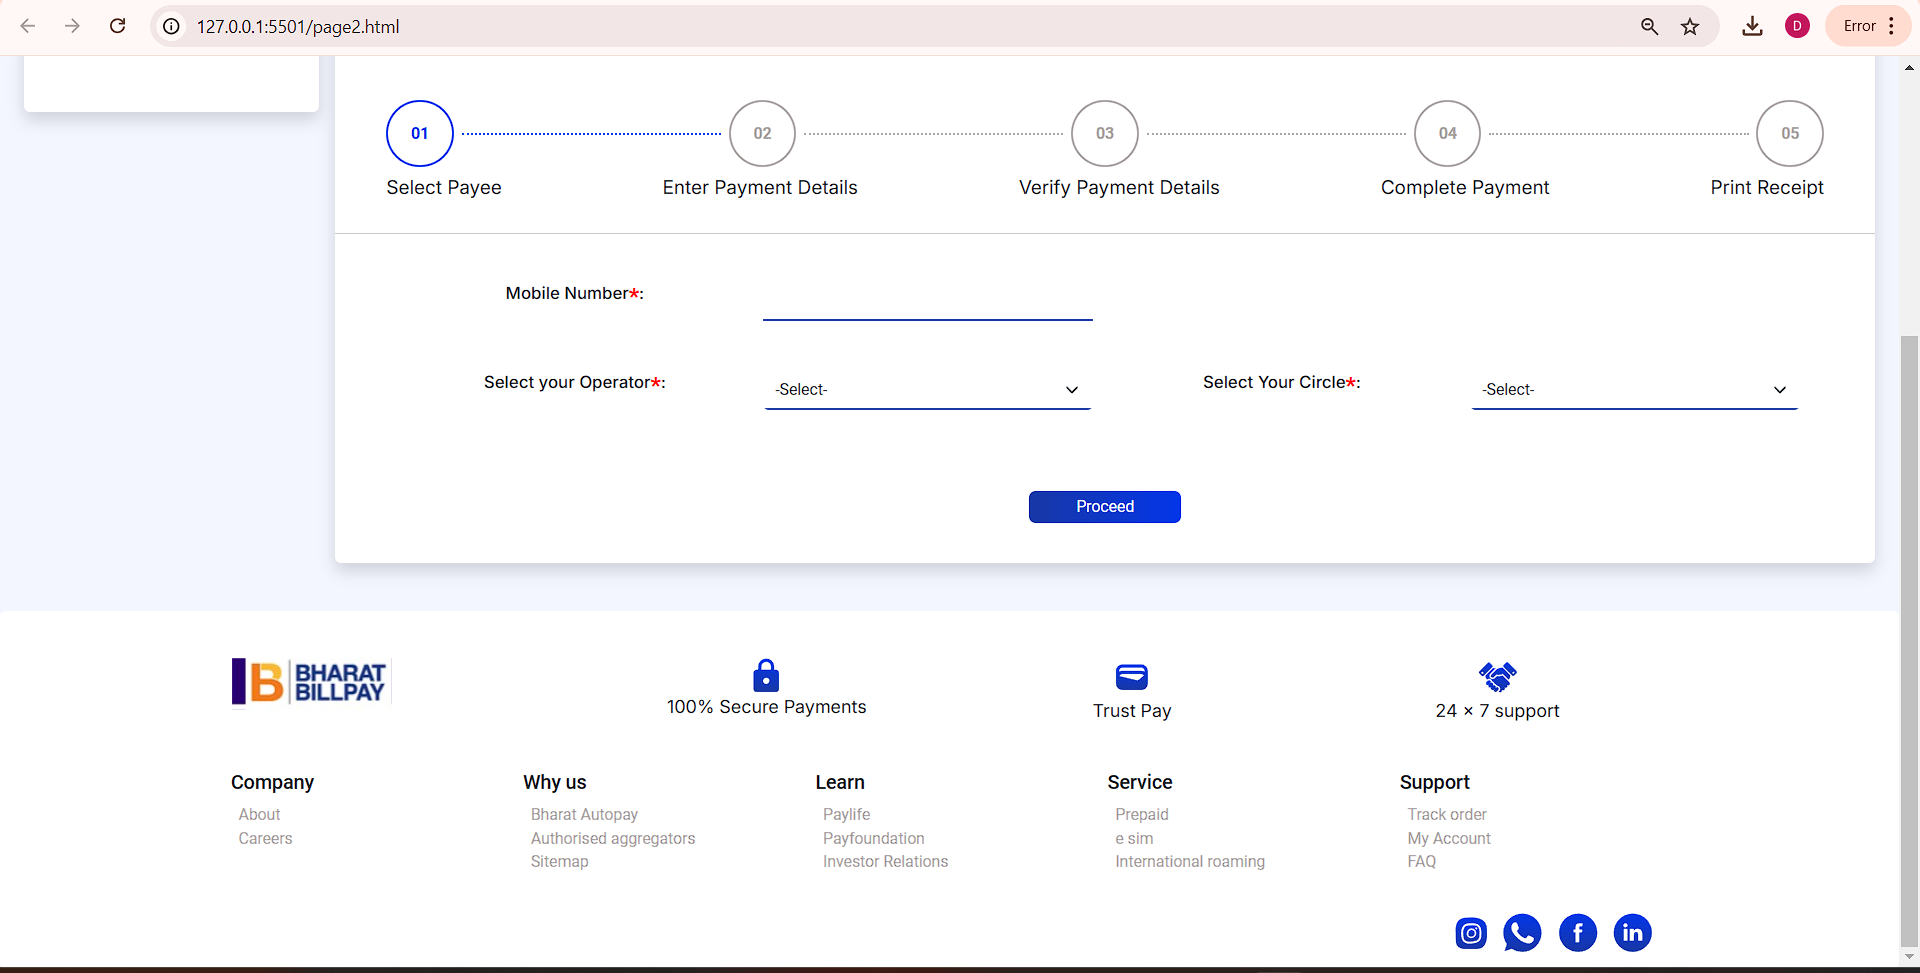 127.0.0.1:5501/page2.html
D
Error
01
02
03
04
05
Select Payee
Enter Payment Details
Verify Payment Details
Complete Payment
Print Receipt
Mobile Number*:
Select your Operator*:
-Select-
Select Your Circle*:
-Select-
Proceed
B BHARAT
BILLPAY
100% Secure Payments
Trust Pay
24 × 7 support
Company
About
Careers
Why us
Bharat Autopay
Authorised aggregators
Sitemap
Learn
Paylife
Payfoundation
Investor Relations
Service
Prepaid
e sim
International roaming
Support
Track order
My Account
FAQ
f
in